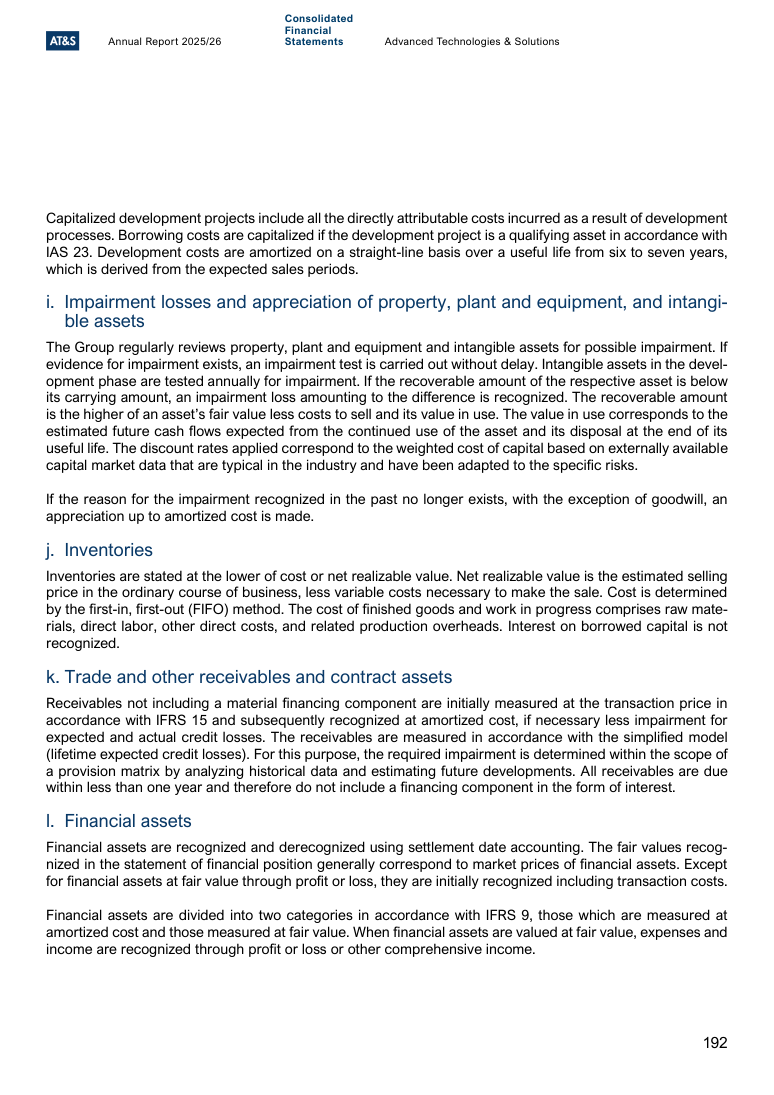 AT&S
Annual Report 2025/26
Consolidated
Financial
Statements
Advanced Technologies & Solutions
Capitalized development projects include all the directly attributable costs incurred as a result of development
processes. Borrowing costs are capitalized if the development project is a qualifying asset in accordance with
IAS 23. Development costs are amortized on a straight-line basis over a useful life from six to seven years,
which is derived from the expected sales periods.
i. Impairment losses and appreciation of property, plant and equipment, and intangi-
ble assets
The Group regularly reviews property, plant and equipment and intangible assets for possible impairment. If
evidence for impairment exists, an impairment test is carried out without delay. Intangible assets in the devel-
opment phase are tested annually for impairment. If the recoverable amount of the respective asset is below
its carrying amount, an impairment loss amounting to the difference is recognized. The recoverable amount
is the higher of an asset's fair value less costs to sell and its value in use. The value in use corresponds to the
estimated future cash flows expected from the continued use of the asset and its disposal at the end of its
useful life. The discount rates applied correspond to the weighted cost of capital based on externally available
capital market data that are typical in the industry and have been adapted to the specific risks.
If the reason for the impairment recognized in the past no longer exists, with the exception of goodwill, an
appreciation up to amortized cost is made.
j. Inventories
Inventories are stated at the lower of cost or net realizable value. Net realizable value is the estimated selling
price in the ordinary course of business, less variable costs necessary to make the sale. Cost is determined
by the first-in, first-out (FIFO) method. The cost of finished goods and work in progress comprises raw mate-
rials, direct labor, other direct costs, and related production overheads. Interest on borrowed capital is not
recognized.
k. Trade and other receivables and contract assets
Receivables not including a material financing component are initially measured at the transaction price in
accordance with IFRS 15 and subsequently recognized at amortized cost, if necessary less impairment for
expected and actual credit losses. The receivables are measured in accordance with the simplified model
(lifetime expected credit losses). For this purpose, the required impairment is determined within the scope of
a provision matrix by analyzing historical data and estimating future developments. All receivables are due
within less than one year and therefore do not include a financing component in the form of interest.
l. Financial assets
Financial assets are recognized and derecognized using settlement date accounting. The fair values recog-
nized in the statement of financial position generally correspond to market prices of financial assets. Except
for financial assets at fair value through profit or loss, they are initially recognized including transaction costs.
Financial assets are divided into two categories in accordance with IFRS 9, those which are measured at
amortized cost and those measured at fair value. When financial assets are valued at fair value, expenses and
income are recognized through profit or loss or other comprehensive income.
192